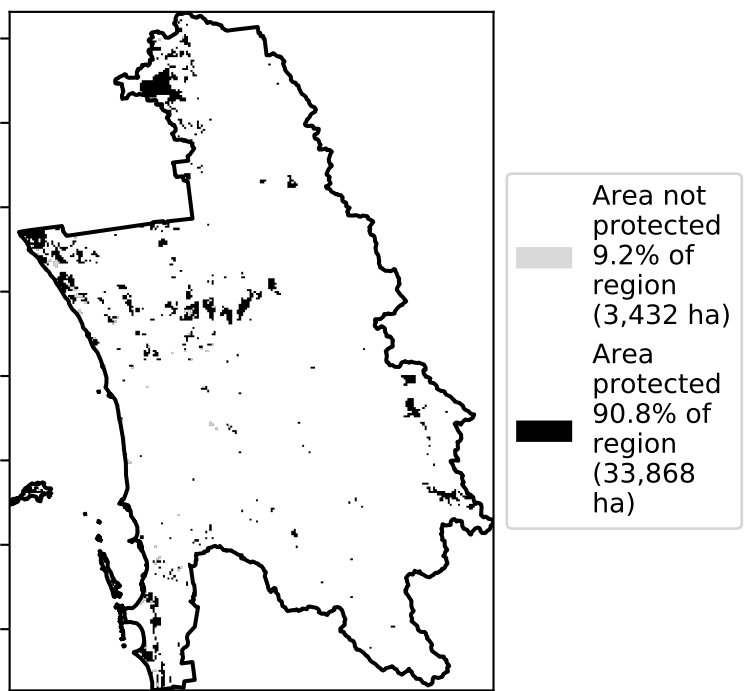 Area not
protected
9.2% of
region
(3,432 ha)
Area
protected
90.8% of
region
(33,868
ha)